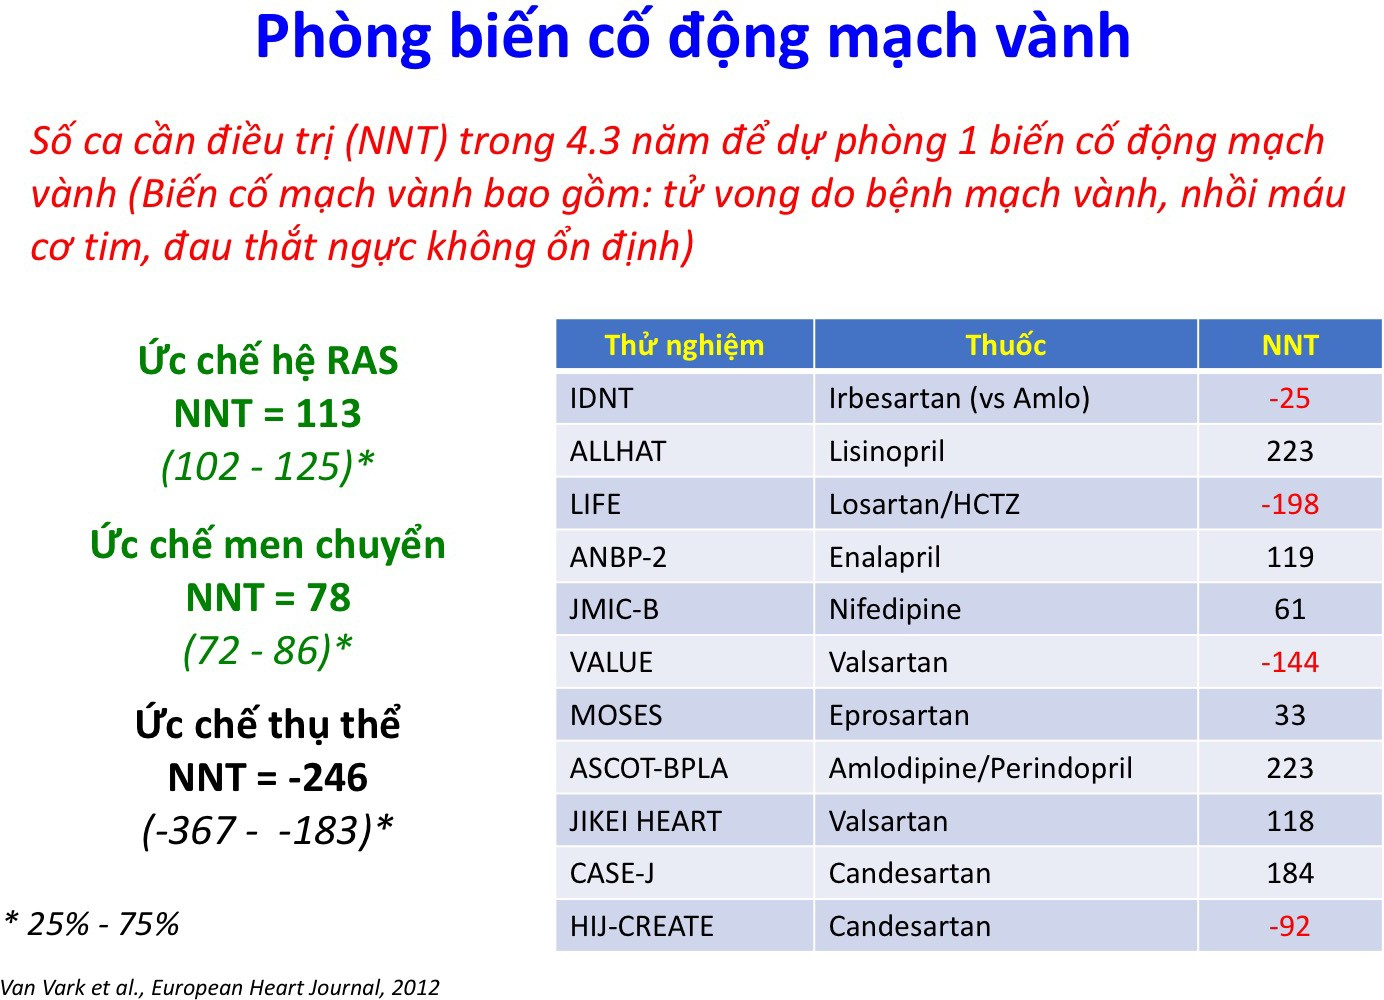 Phòng biến cố động mạch vành
Số ca cần điều trị (NNT) trong 4.3 năm để dự phòng 1 biến cố động mạch
vành (Biến cố mạch vành bao gồm: tử vong do bệnh mạch vành, nhồi máu
cơ tim, đau thắt ngực không ổn định)
Ức chế hệ RAS
NNT = 113
(102 - 125)*
Ức chế men chuyển
NNT = 78
(72 - 86)*
Ức chế thụ thể
NNT = -246
(-367 - -183)*
* 25% - 75%
Thử nghiệm Thuốc NNT
IDNT Irbesartan (vs Amlo) -25
ALLHAT Lisinopril 223
LIFE Losartan/HCTZ -198
ANBP-2 Enalapril 119
JMIC-B Nifedipine 61
VALUE Valsartan -144
MOSES Eprosartan 33
ASCOT-BPLA Amlodipine/Perindopril 223
JIKEI HEART Valsartan 118
CASE-J Candesartan 184
HIJ-CREATE Candesartan -92
Van Vark et al., European Heart Journal, 2012